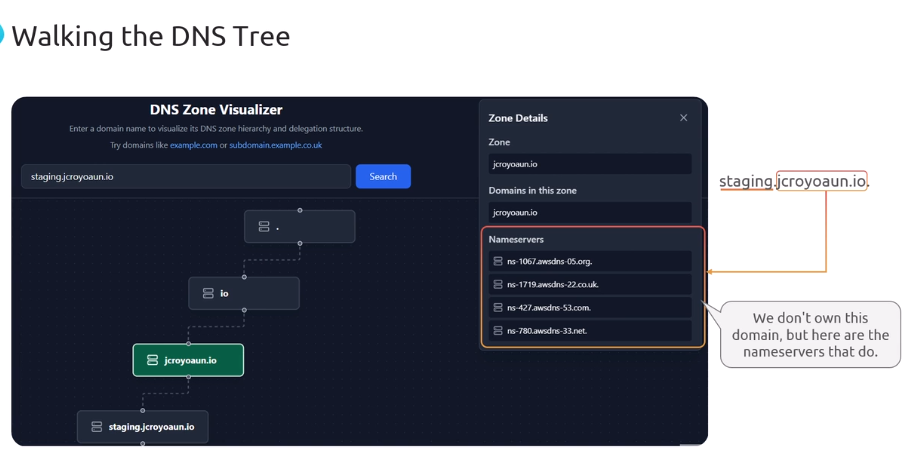 Walking the DNS Tree
DNS Zone Visualizer
Enter a domain name to visualize its DNS zone hierarchy and delegation structure.
Try domains like example.com or subdomain.example.co.uk
staging.jcroyoaun.io
Search
.
io
jcroyoaun.io
staging.jcroyoaun.io
Zone Details
Zone
jcroyoaun.io
Domains in this zone
jcroyoaun.io
Nameservers
ns-1067.awsdns-05.org.
ns-1719.awsdns-22.co.uk.
ns-427.awsdns-53.com.
ns-780.awsdns-33.net.
staging.jcroyoaun.io.
We don't own this
domain, but here are the
nameservers that do.